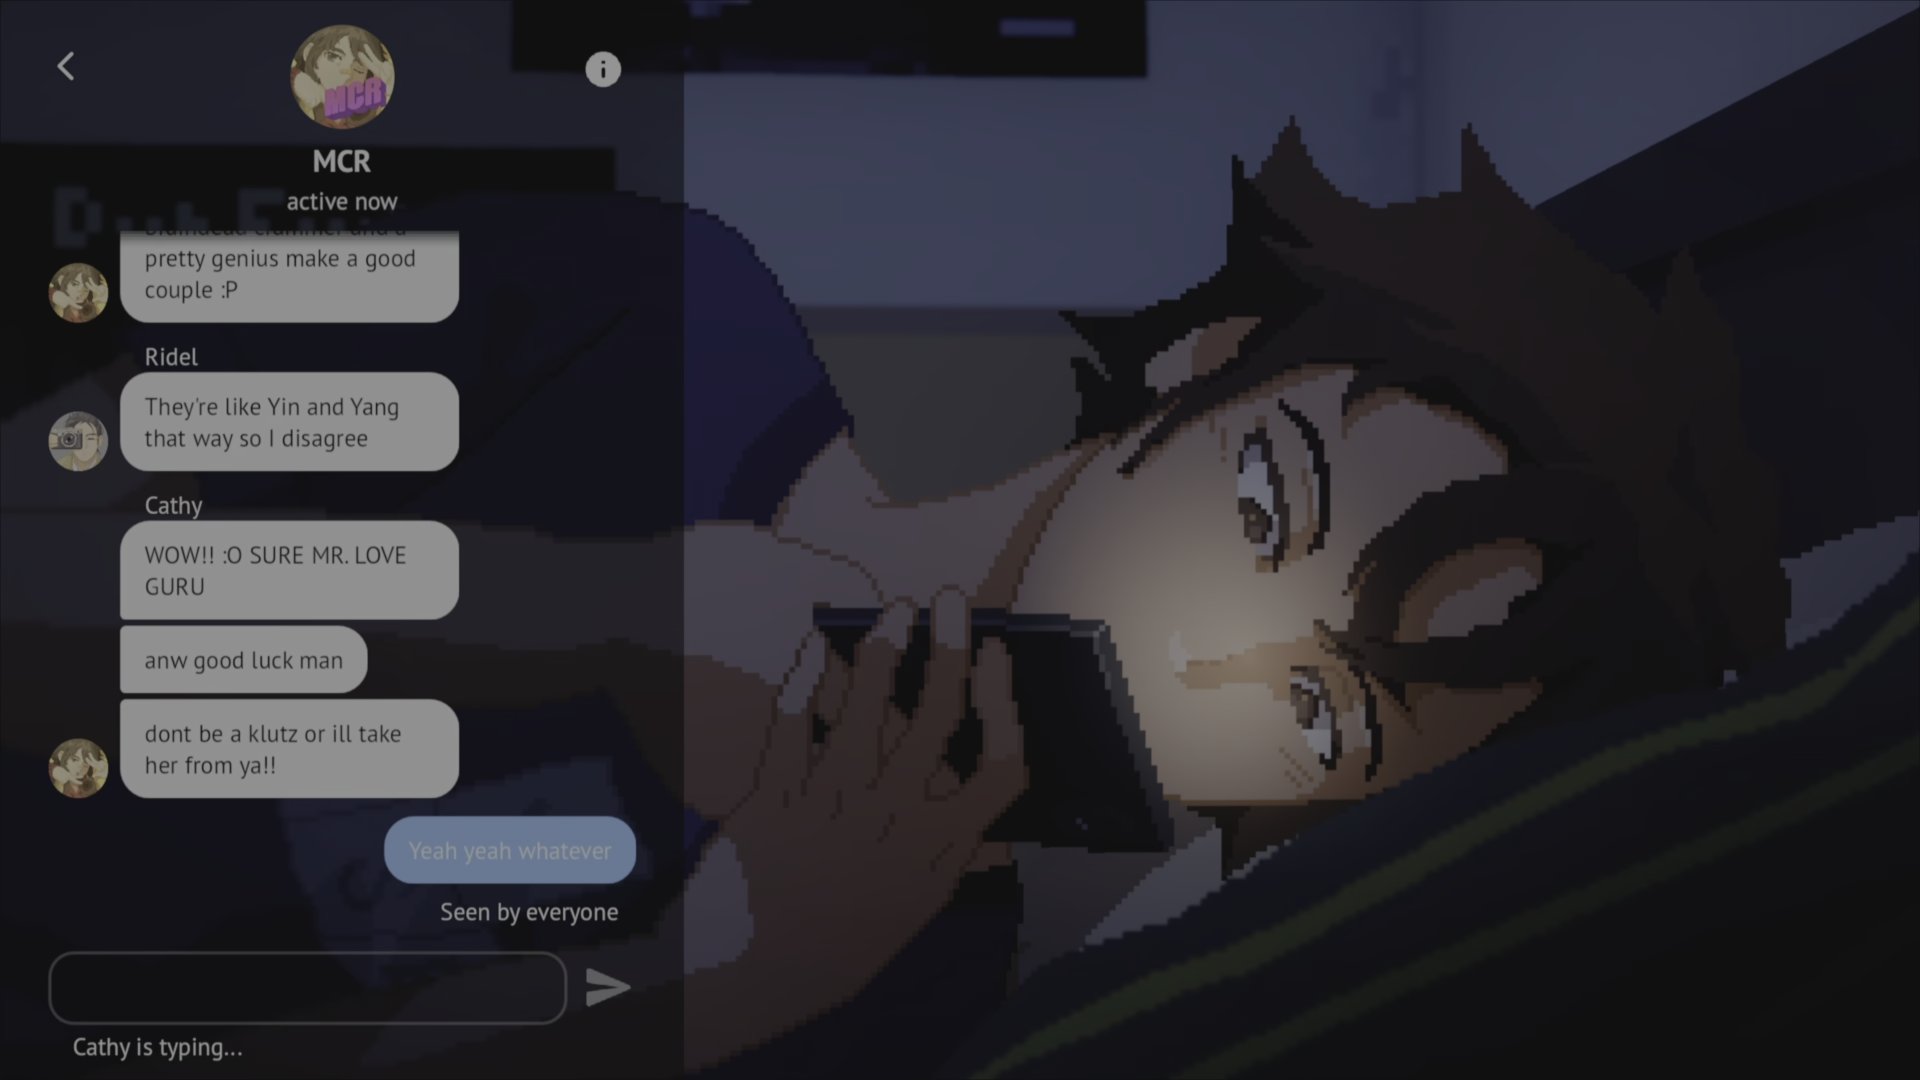 MCR
MCR
active now
pretty genius make a good
couple :P
Ridel
They're like Yin and Yang
that way so I disagree
Cathy
WOW!! :O SURE MR. LOVE
GURU
anw good luck man
dont be a klutz or ill take
her from ya!!
Yeah yeah whatever
Seen by everyone
Cathy is typing...